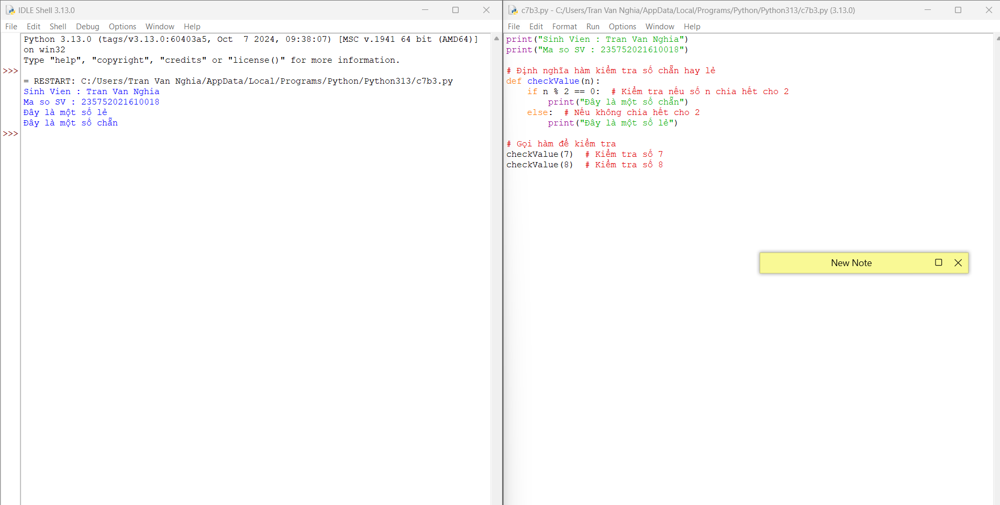 IDLE Shell 3.13.0
File Edit Shell Debug Options Window Help
Python 3.13.0 (tags/v3.13.0:60403a5, Oct  7 2024, 09:38:07) [MSC v.1941 64 bit (AMD64)]
on win32
Type "help", "copyright", "credits" or "license()" for more information.
>>>
= RESTART: C:/Users/Tran Van Nghia/AppData/Local/Programs/Python/Python313/c7b3.py
Sinh Vien : Tran Van Nghia
Ma so SV : 235752021610018
Đây là một số lẻ
Đây là một số chẵn
>>>
c7b3.py - C:/Users/Tran Van Nghia/AppData/Local/Programs/Python/Python313/c7b3.py (3.13.0)
File Edit Format Run Options Window Help
print("Sinh Vien : Tran Van Nghia")
print("Ma so SV : 235752021610018")
# Định nghĩa hàm kiểm tra số chẵn hay lẻ
def checkValue(n):
    if n % 2 == 0:  # Kiểm tra nếu số n chia hết cho 2
        print("Đây là một số chẵn")
    else:  # Nếu không chia hết cho 2
        print("Đây là một số lẻ")
# Gọi hàm để kiểm tra
checkValue(7)  # Kiểm tra số 7
checkValue(8)  # Kiểm tra số 8
New Note